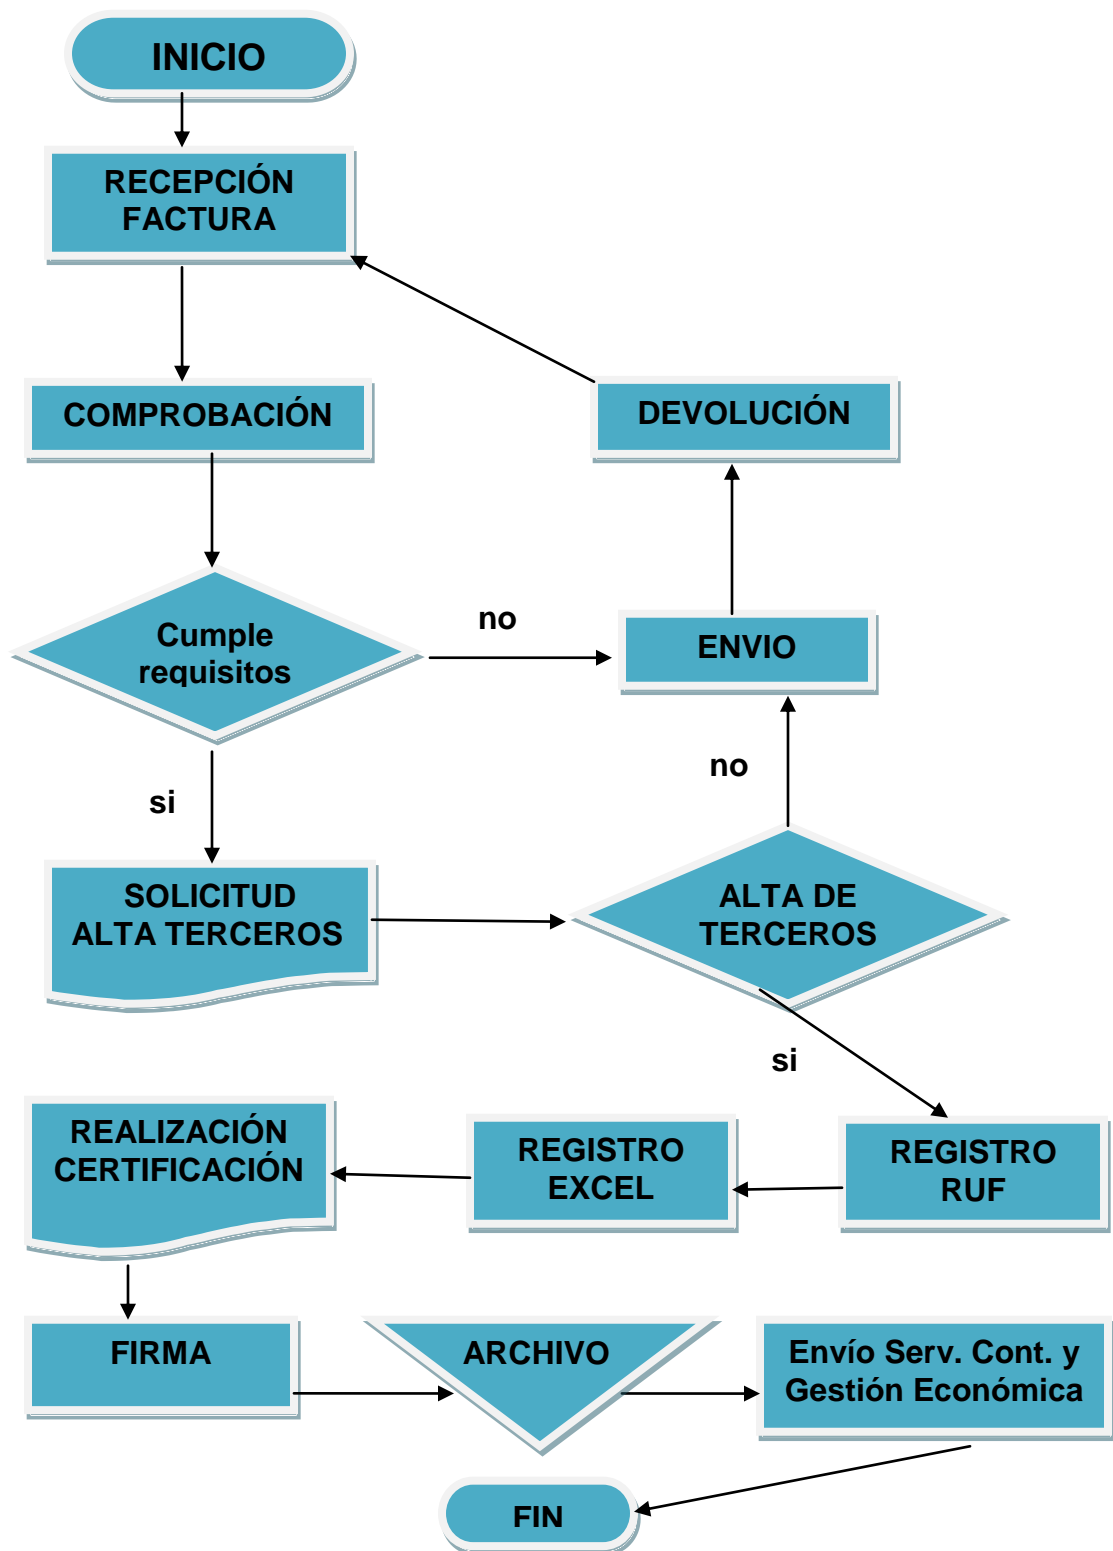 INICIO
RECEPCIÓN
FACTURA
COMPROBACIÓN
DEVOLUCIÓN
Cumple
requisitos
no
ENVIO
no
si
SOLICITUD
ALTA TERCEROS
ALTA DE
TERCEROS
si
REALIZACIÓN
CERTIFICACIÓN
REGISTRO
EXCEL
REGISTRO
RUF
FIRMA
ARCHIVO
Envío Serv. Cont. y
Gestión Económica
FIN